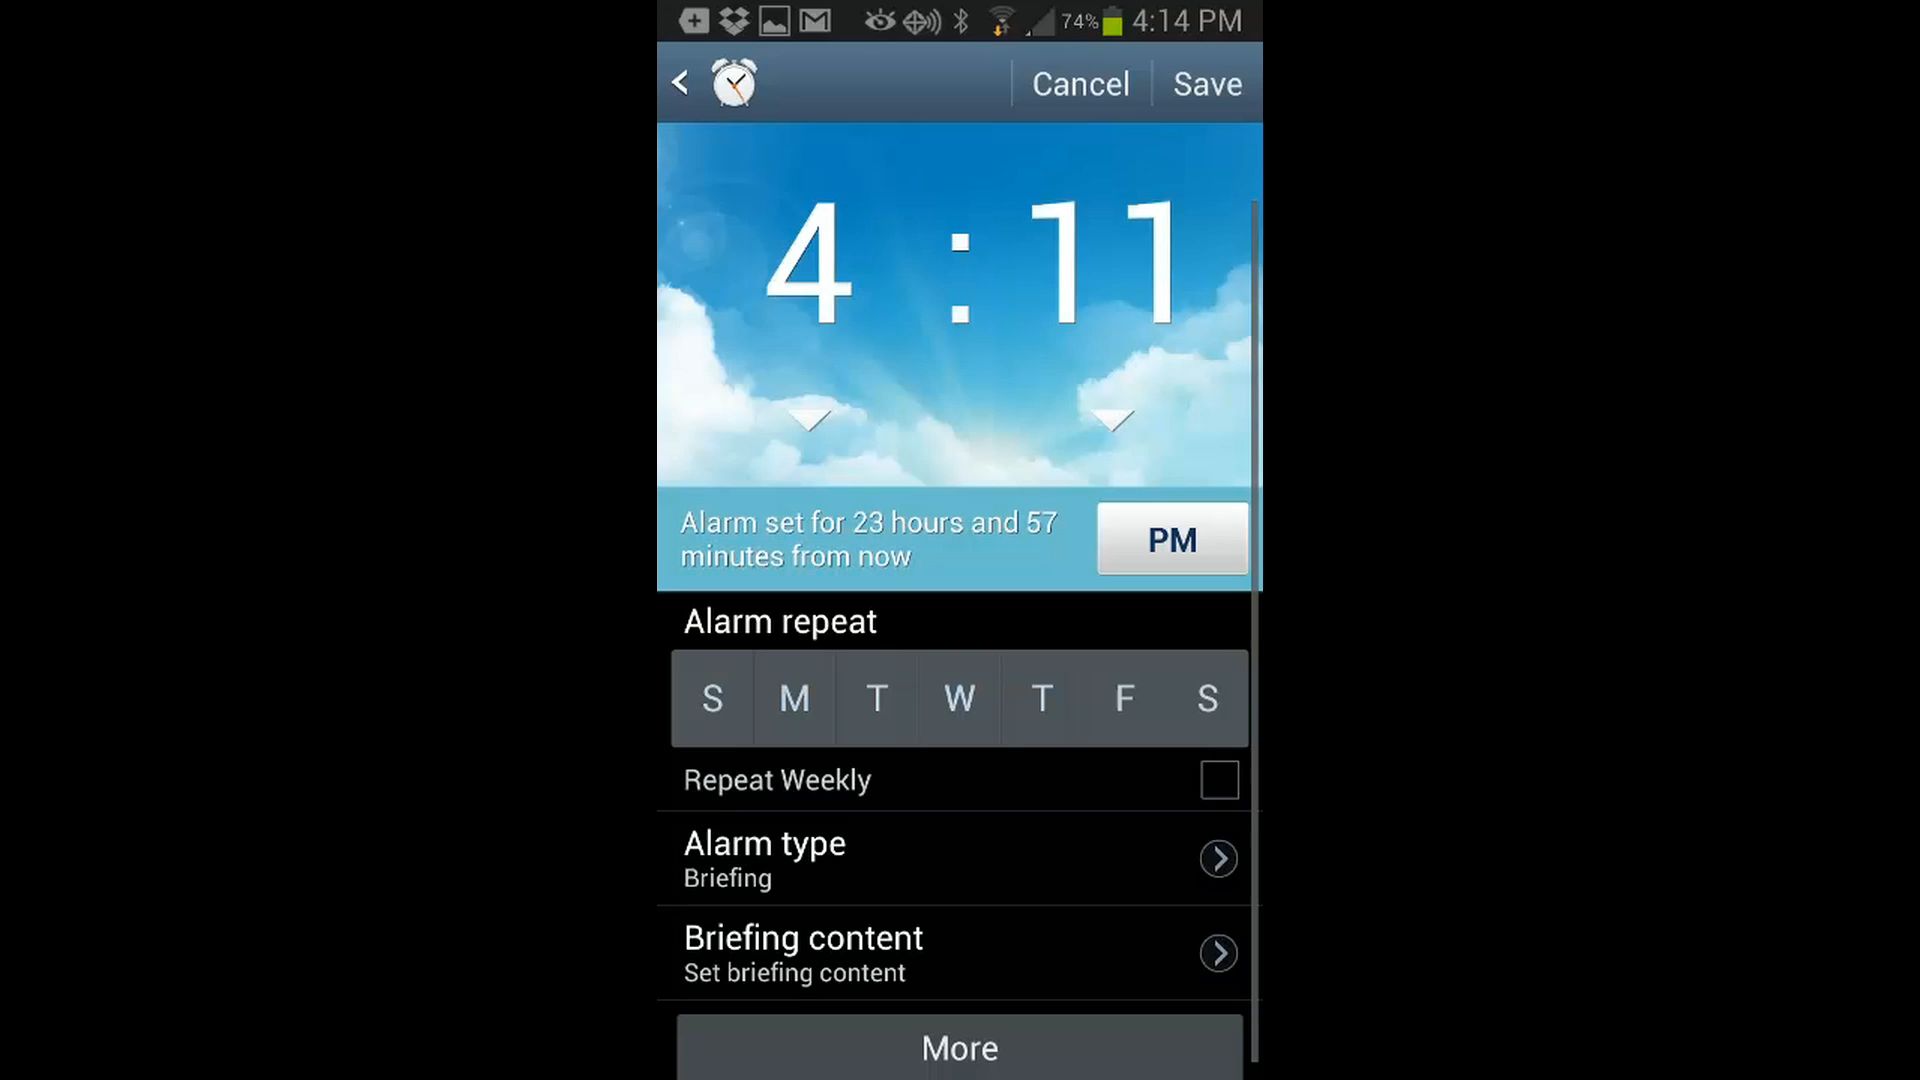 74% 4:14 PM
Cancel Save
4 : 11
Alarm set for 23 hours and 57
minutes from now
PM
Alarm repeat
S M T W T F S
Repeat Weekly
Alarm type
Briefing
Briefing content
Set briefing content
More